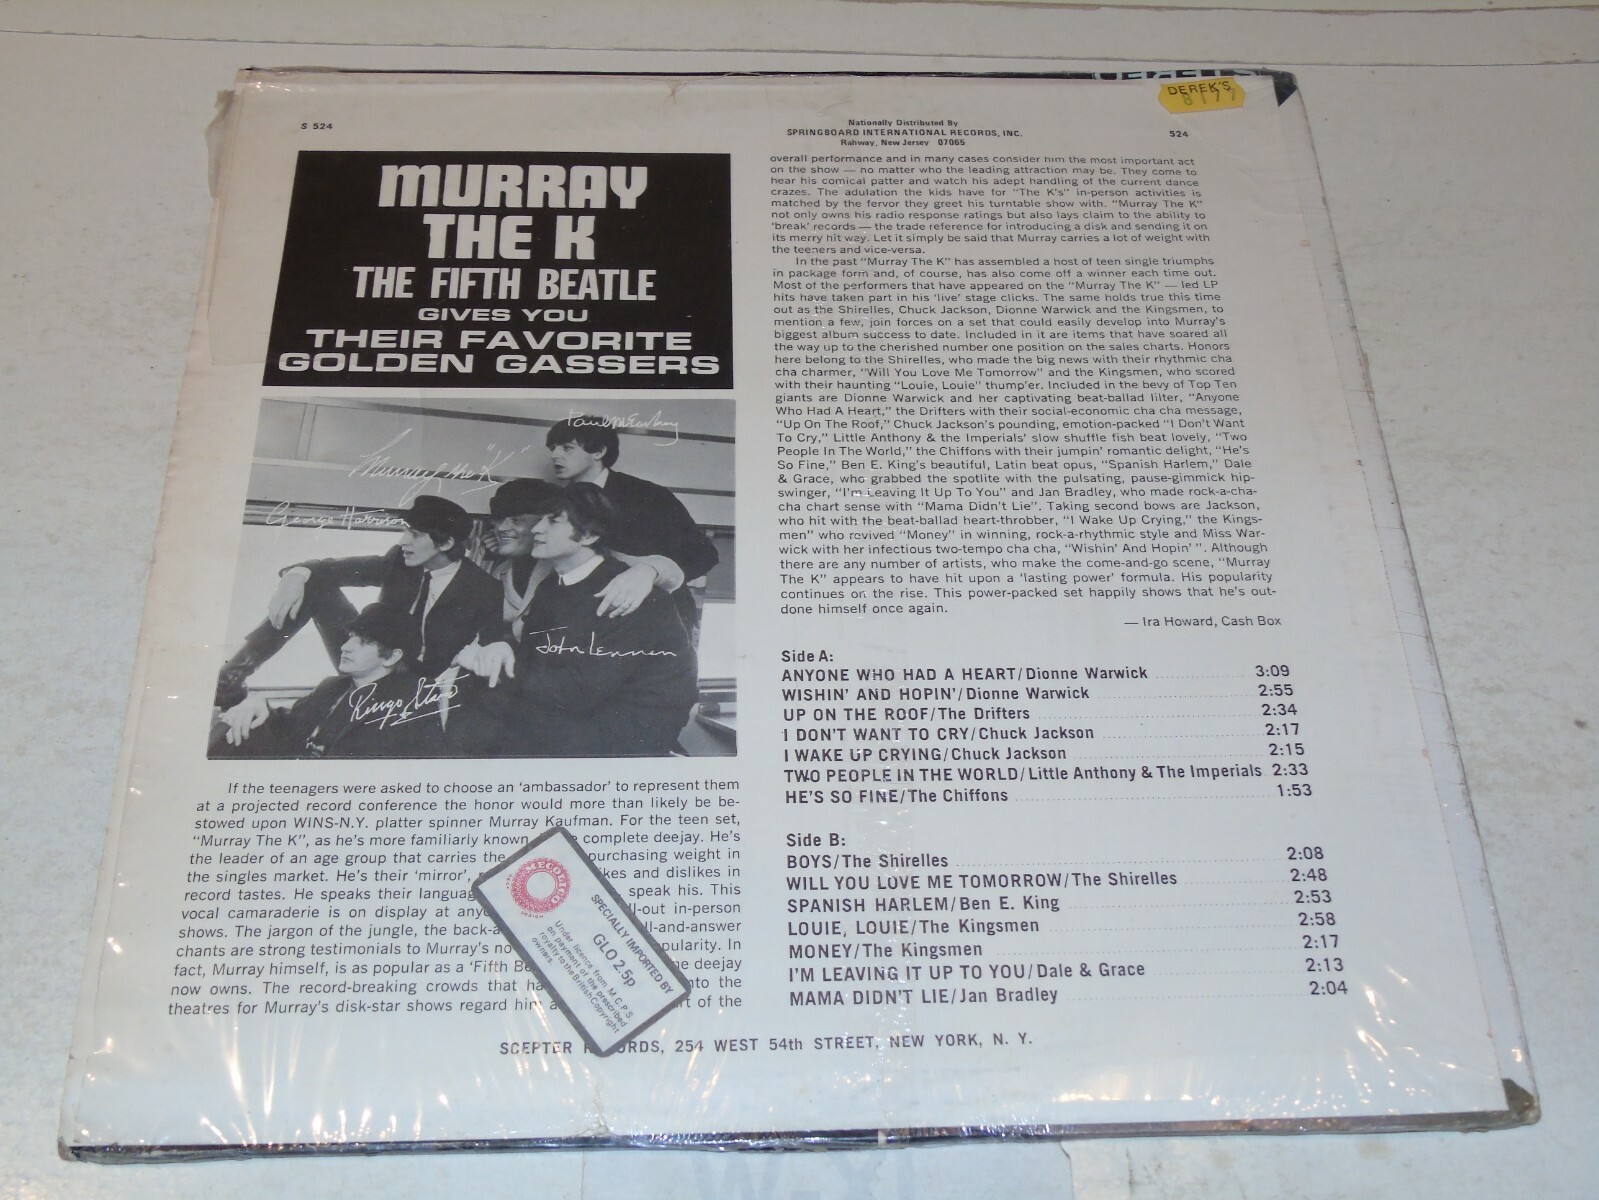 DEREK'S
S 524
Nationally Distributed By
SPRINGBOARD INTERNATIONAL RECORDS, INC.
Rahway, New Jersey 07065
524
MURRAY
THE K
THE FIFTH BEATLE
GIVES YOU
THEIR FAVORITE
GOLDEN GASSERS
Paul McCartney
Murray the "K"
George Harrison
John Lennon
Ringo Starr
If the teenagers were asked to choose an 'ambassador' to represent them
at a projected record conference the honor would more than likely be be-
stowed upon WINS-N.Y. platter spinner Murray Kaufman. For the teen set,
"Murray The K", as he's more familiarly known complete deejay. He's
the leader of an age group that carries the purchasing weight in
the singles market. He's their 'mirror', kes and dislikes in
record tastes. He speaks their languag speak his. This
vocal camaraderie is on display at any ll-out in-person
shows. The jargon of the jungle, the back-a ll-and-answer
chants are strong testimonials to Murray's no pularity. In
fact, Murray himself, is as popular as a 'Fifth Be e deejay
now owns. The record-breaking crowds that ha nto the
theatres for Murray's disk-star shows regard him a rt of the
SPECIALLY IMPORTED BY
GLO 2.5p
Under licence from M.C.P.S.
on payment of the prescribed
royalty to the British Copyright
owners.
overall performance and in many cases consider him the most important act
on the show — no matter who the leading attraction may be. They come to
hear his comical patter and watch his adept handling of the current dance
crazes. The adulation the kids have for "The K's" in-person activities is
matched by the fervor they greet his turntable show with. "Murray The K"
not only owns his radio response ratings but also lays claim to the ability to
'break' records — the trade reference for introducing a disk and sending it on
its merry hit way. Let it simply be said that Murray carries a lot of weight with
the teeners and vice-versa.
In the past "Murray The K" has assembled a host of teen single triumphs
in package form and, of course, has also come off a winner each time out.
Most of the performers that have appeared on the "Murray The K" — led LP
hits have taken part in his 'live' stage clicks. The same holds true this time
out as the Shirelles, Chuck Jackson, Dionne Warwick and the Kingsmen, to
mention a few, join forces on a set that could easily develop into Murray's
biggest album success to date. Included in it are items that have soared all
the way up to the cherished number one position on the sales charts. Honors
here belong to the Shirelles, who made the big news with their rhythmic cha
cha charmer, "Will You Love Me Tomorrow" and the Kingsmen, who scored
with their haunting "Louie, Louie" thump'er. Included in the bevy of Top Ten
giants are Dionne Warwick and her captivating beat-ballad lilter, "Anyone
Who Had A Heart," the Drifters with their social-economic cha cha message,
"Up On The Roof," Chuck Jackson's pounding, emotion-packed "I Don't Want
To Cry," Little Anthony & the Imperials' slow shuffle fish beat lovely, "Two
People In The World," the Chiffons with their jumpin' romantic delight, "He's
So Fine," Ben E. King's beautiful, Latin beat opus, "Spanish Harlem," Dale
& Grace, who grabbed the spotlite with the pulsating, pause-gimmick hip-
swinger, "I'm Leaving It Up To You" and Jan Bradley, who made rock-a-cha-
cha chart sense with "Mama Didn't Lie". Taking second bows are Jackson,
who hit with the beat-ballad heart-throbber, "I Wake Up Crying," the Kings-
men" who revived "Money" in winning, rock-a-rhythmic style and Miss War-
wick with her infectious two-tempo cha cha, "Wishin' And Hopin' ". Although
there are any number of artists, who make the come-and-go scene, "Murray
The K" appears to have hit upon a 'lasting power' formula. His popularity
continues on the rise. This power-packed set happily shows that he's out-
done himself once again.
— Ira Howard, Cash Box
Side A:
ANYONE WHO HAD A HEART/Dionne Warwick 3:09
WISHIN' AND HOPIN'/Dionne Warwick 2:55
UP ON THE ROOF/The Drifters 2:34
I DON'T WANT TO CRY/Chuck Jackson 2:17
I WAKE UP CRYING/Chuck Jackson 2:15
TWO PEOPLE IN THE WORLD/Little Anthony & The Imperials 2:33
HE'S SO FINE/The Chiffons 1:53
Side B:
BOYS/The Shirelles 2:08
WILL YOU LOVE ME TOMORROW/The Shirelles 2:48
SPANISH HARLEM/Ben E. King 2:53
LOUIE, LOUIE/The Kingsmen 2:58
MONEY/The Kingsmen 2:17
I'M LEAVING IT UP TO YOU/Dale & Grace 2:13
MAMA DIDN'T LIE/Jan Bradley 2:04
SCEPTER R RDS, 254 WEST 54th STREET, NEW YORK, N. Y.